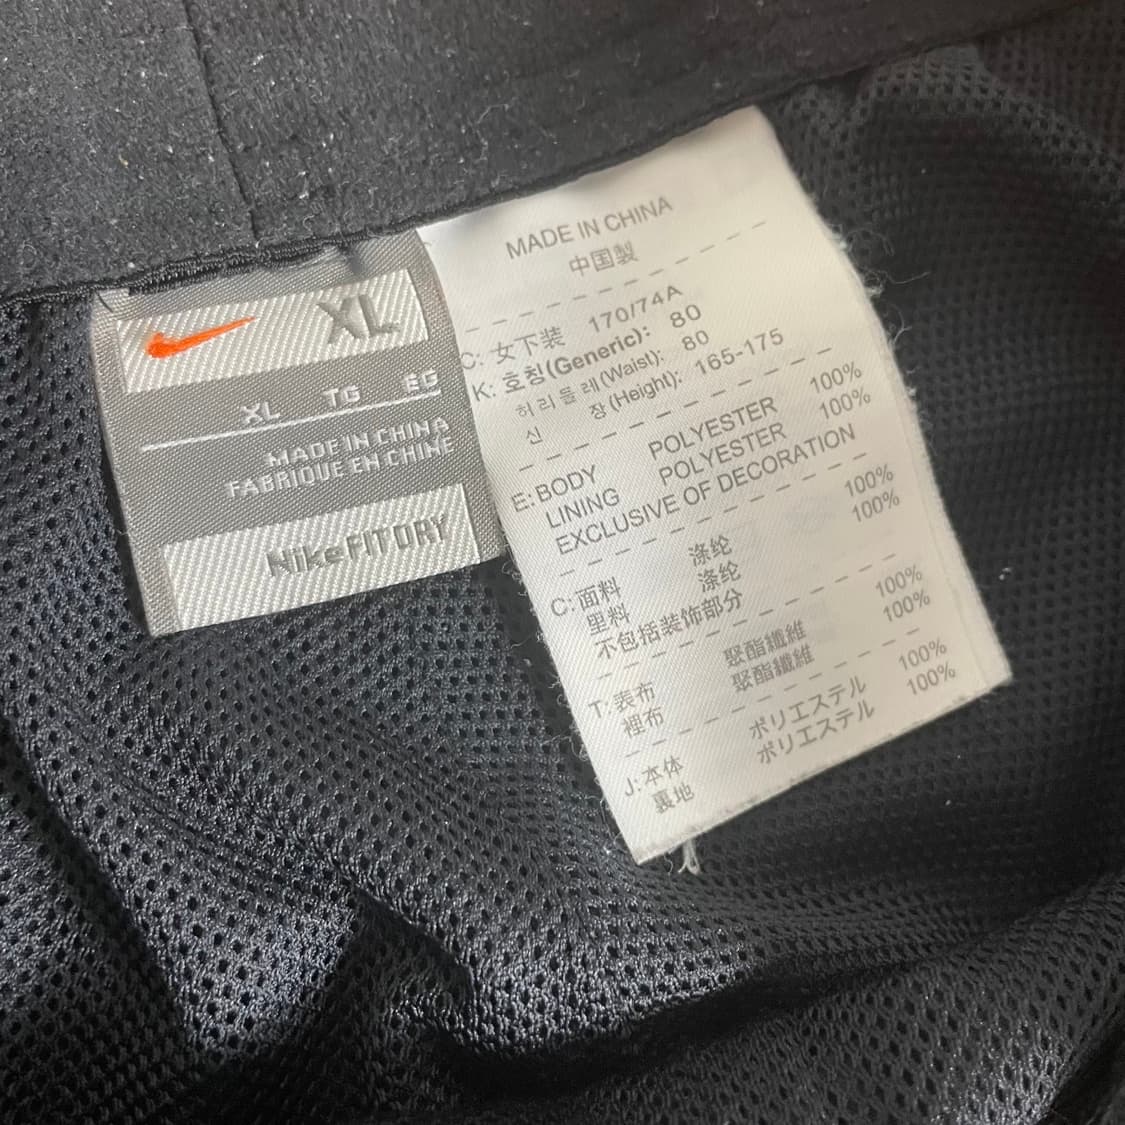 XL
XL TG EG
MADE IN CHINA
FABRIQUE EN CHINE
NikeFITDRY
MADE IN CHINA
中国製
C: 女下装 170/74A
K: 호칭(Generic): 80
허리둘레(Waist): 80
신 장(Height): 165-175
E: BODY POLYESTER 100%
LINING POLYESTER 100%
EXCLUSIVE OF DECORATION
C: 面料 涤纶 100%
里料 涤纶 100%
不包括装饰部分
T: 表布 聚酯纖維 100%
裡布 聚酯纖維 100%
J: 本体 ポリエステル 100%
裏地 ポリエステル 100%